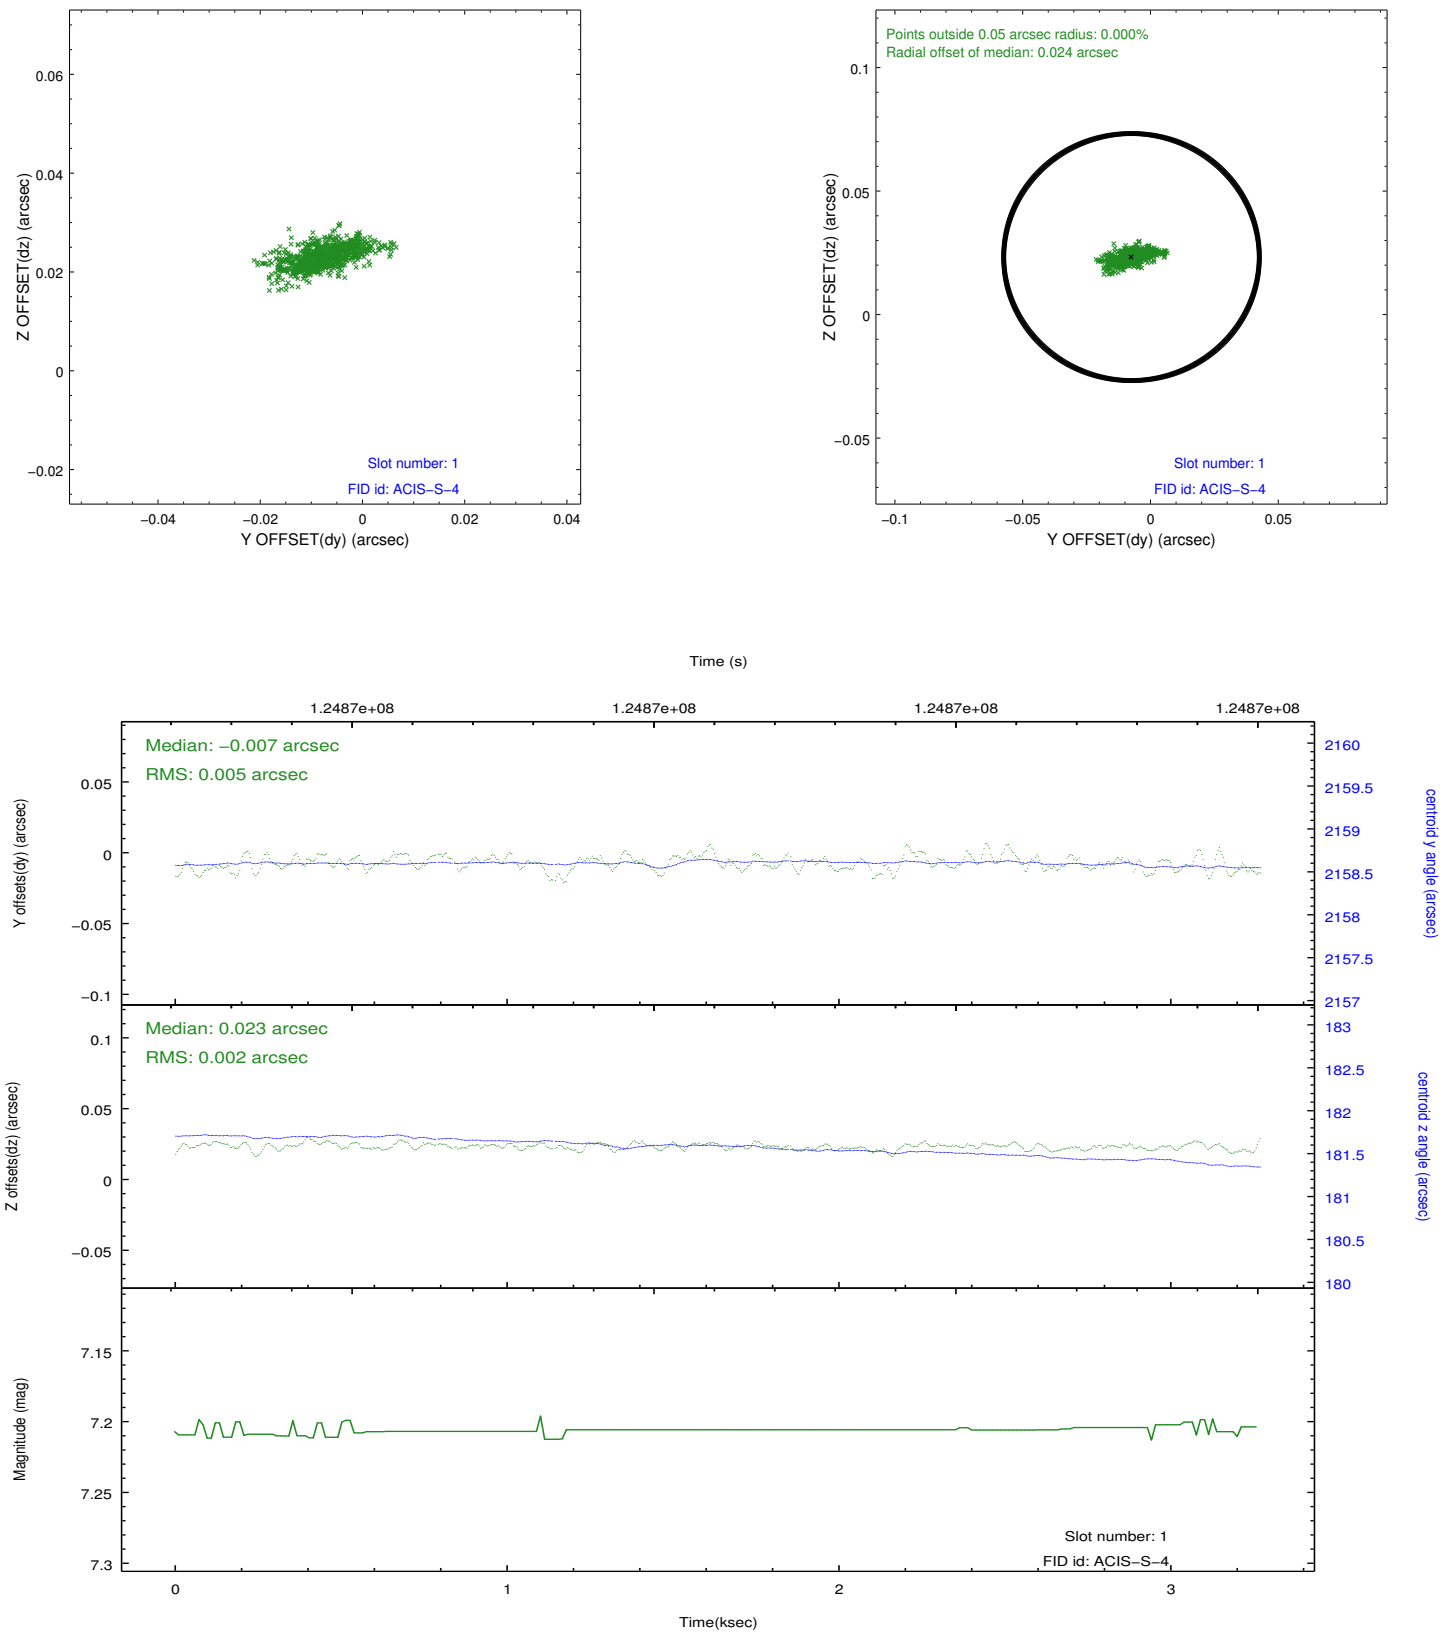 0.06
0.04
0.02
0
−0.02
−0.04
−0.02
0
0.02
0.04
Z OFFSET(dz) (arcsec)
Y OFFSET(dy) (arcsec)
Slot number: 1
FID id: ACIS−S−4
Points outside 0.05 arcsec radius: 0.000%
Radial offset of median: 0.024 arcsec
0.1
0.05
0
−0.05
−0.1
−0.05
0
0.05
Z OFFSET(dz) (arcsec)
Y OFFSET(dy) (arcsec)
Slot number: 1
FID id: ACIS−S−4
Time (s)
1.2487e+08
1.2487e+08
1.2487e+08
1.2487e+08
Median: −0.007 arcsec
RMS: 0.005 arcsec
0.05
0
−0.05
−0.1
Y offsets(dy) (arcsec)
2160
2159.5
2159
2158.5
2158
2157.5
2157
centroid y angle (arcsec)
Median: 0.023 arcsec
RMS: 0.002 arcsec
0.1
0.05
0
−0.05
Z offsets(dz) (arcsec)
183
182.5
182
181.5
181
180.5
180
centroid z angle (arcsec)
7.15
7.2
7.25
7.3
Magnitude (mag)
Slot number: 1
FID id: ACIS−S−4
0
1
2
3
Time(ksec)